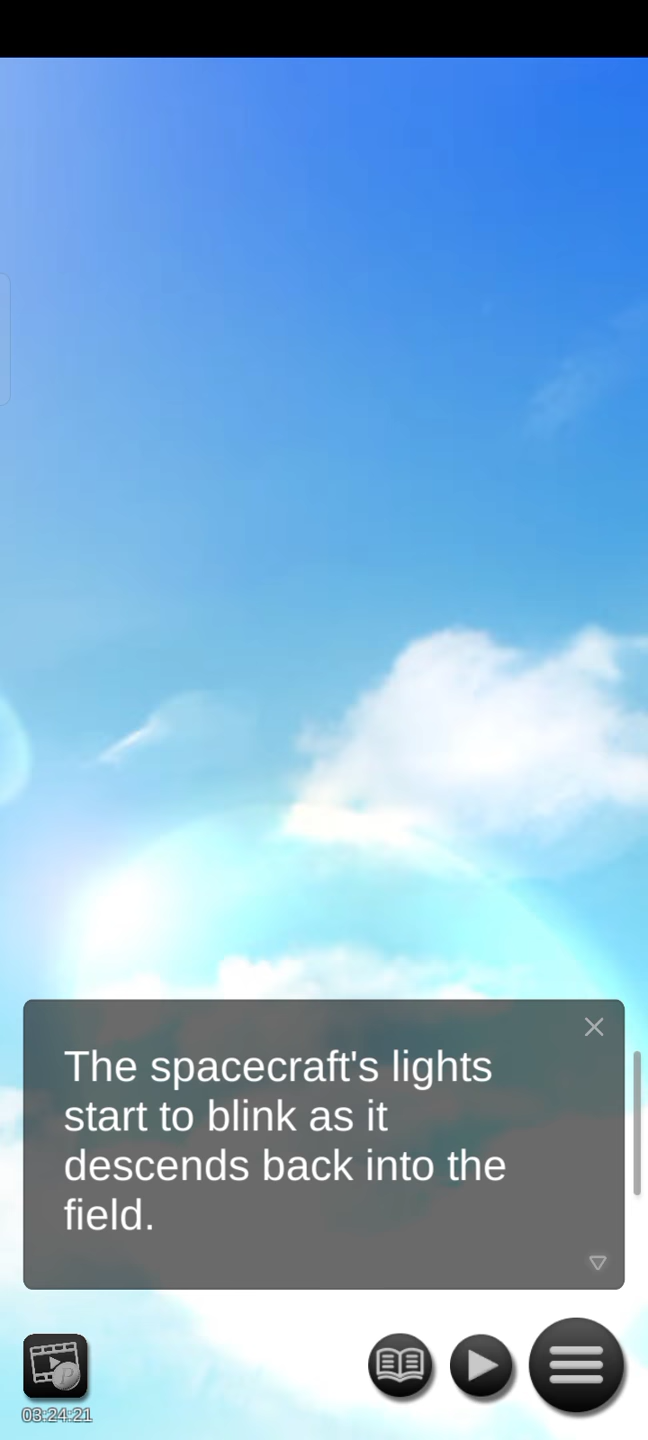 The spacecraft's lights
start to blink as it
descends back into the
field.
P
03:24:21